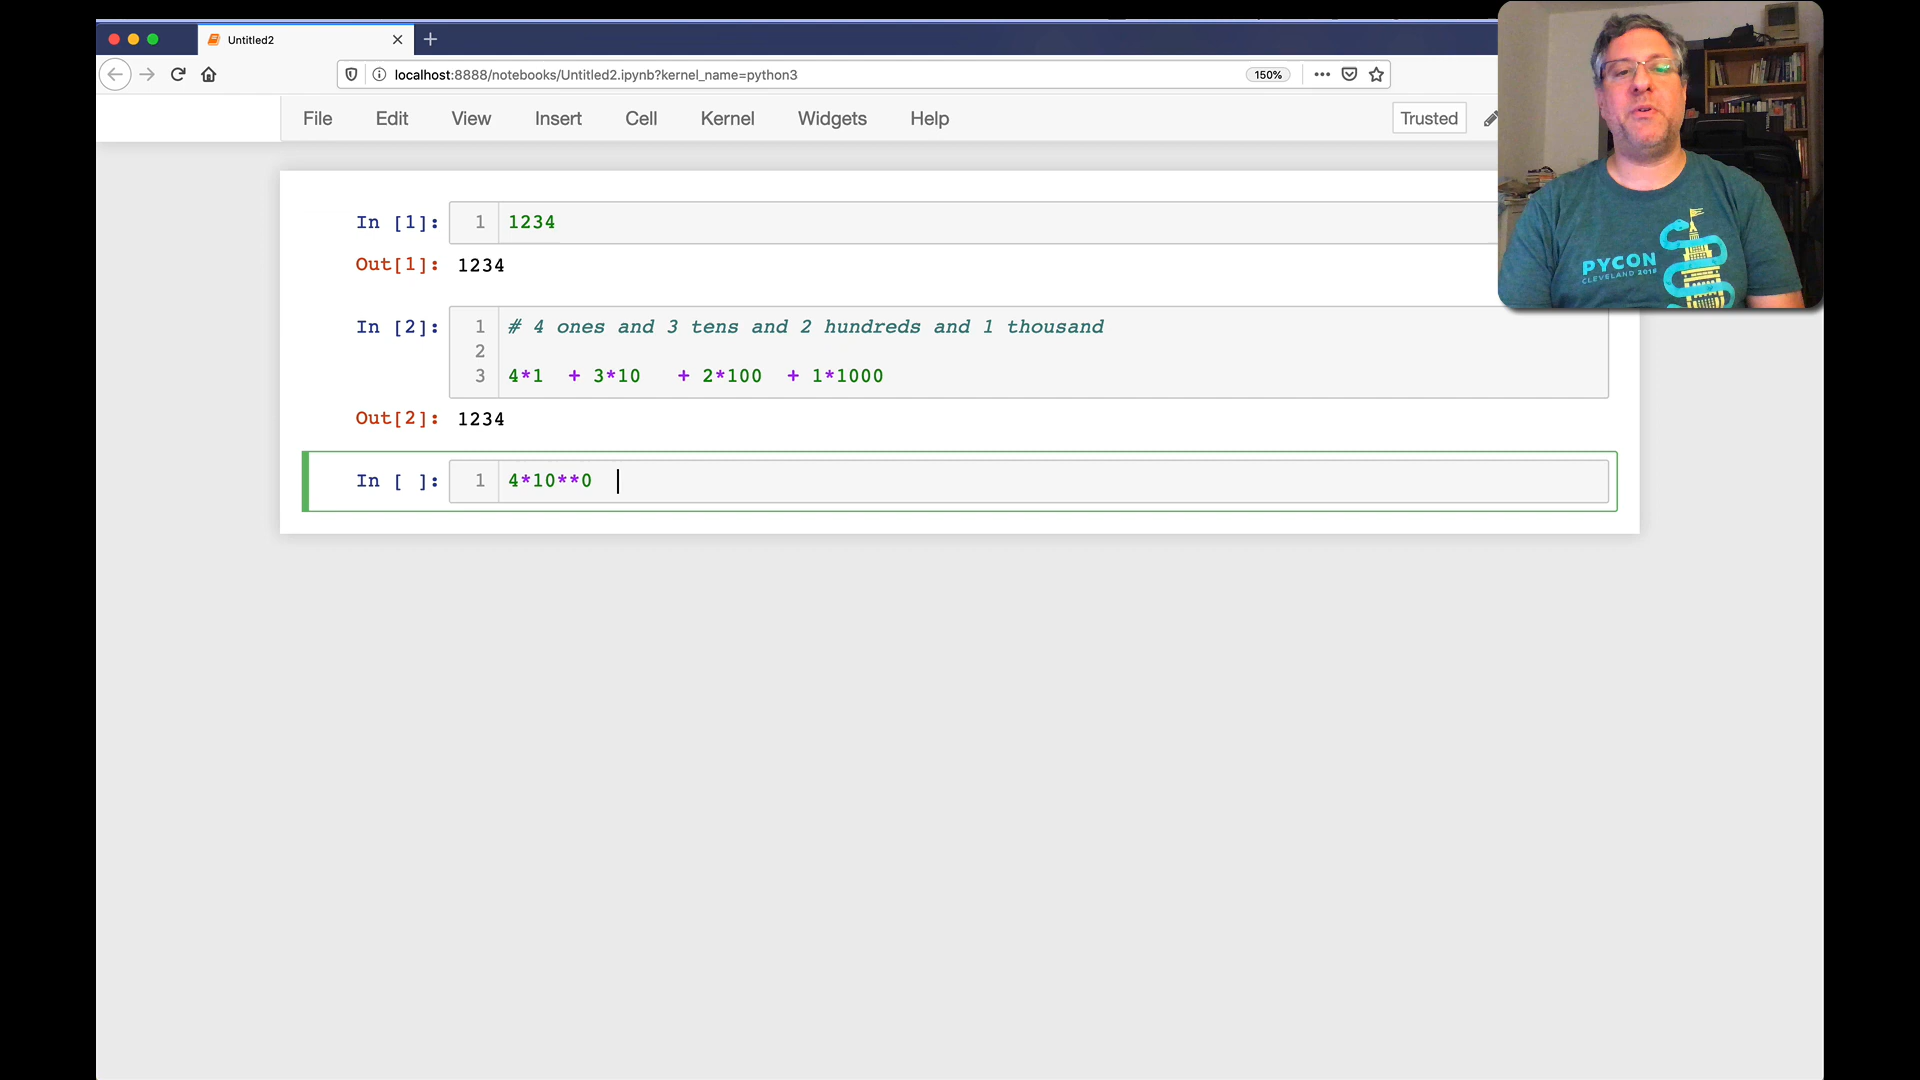 Untitled2
localhost:8888/notebooks/Untitled2.ipynb?kernel_name=python3
150%
File Edit View Insert Cell Kernel Widgets Help
Trusted
In [1]: 1 1234
Out[1]: 1234
In [2]: 1 # 4 ones and 3 tens and 2 hundreds and 1 thousand
2
3 4*1 + 3*10 + 2*100 + 1*1000
Out[2]: 1234
In [ ]: 1 4*10**0
PYCON
CLEVELAND 2018